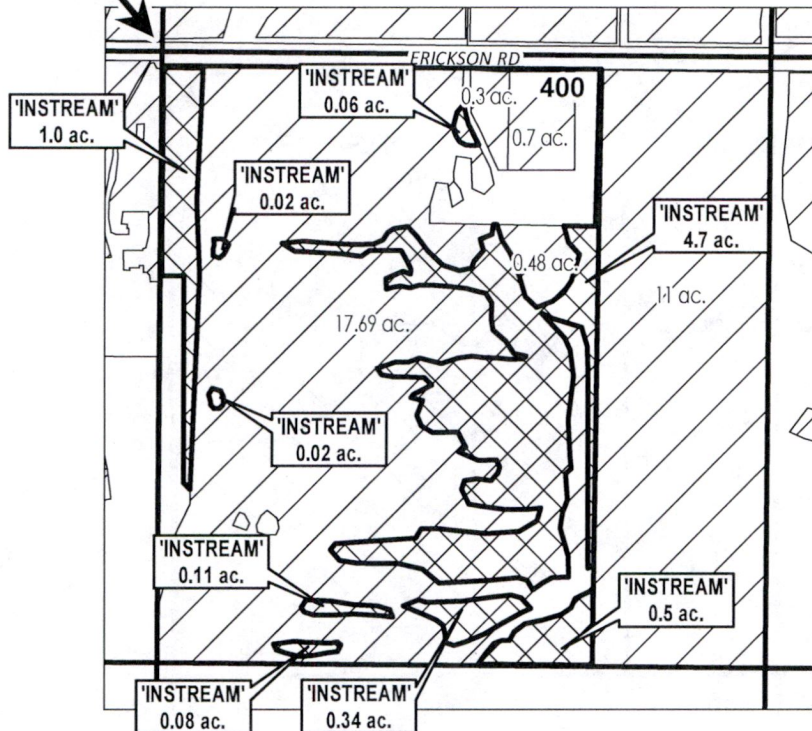 ERICKSON RD
'INSTREAM'
1.0 ac.
'INSTREAM'
0.06 ac.
0.3 ac.
400
0.7 ac.
'INSTREAM'
0.02 ac.
'INSTREAM'
4.7 ac.
0.48 ac.
11 ac.
17.69 ac.
'INSTREAM'
0.02 ac.
'INSTREAM'
0.11 ac.
'INSTREAM'
0.5 ac.
'INSTREAM'
0.08 ac.
'INSTREAM'
0.34 ac.